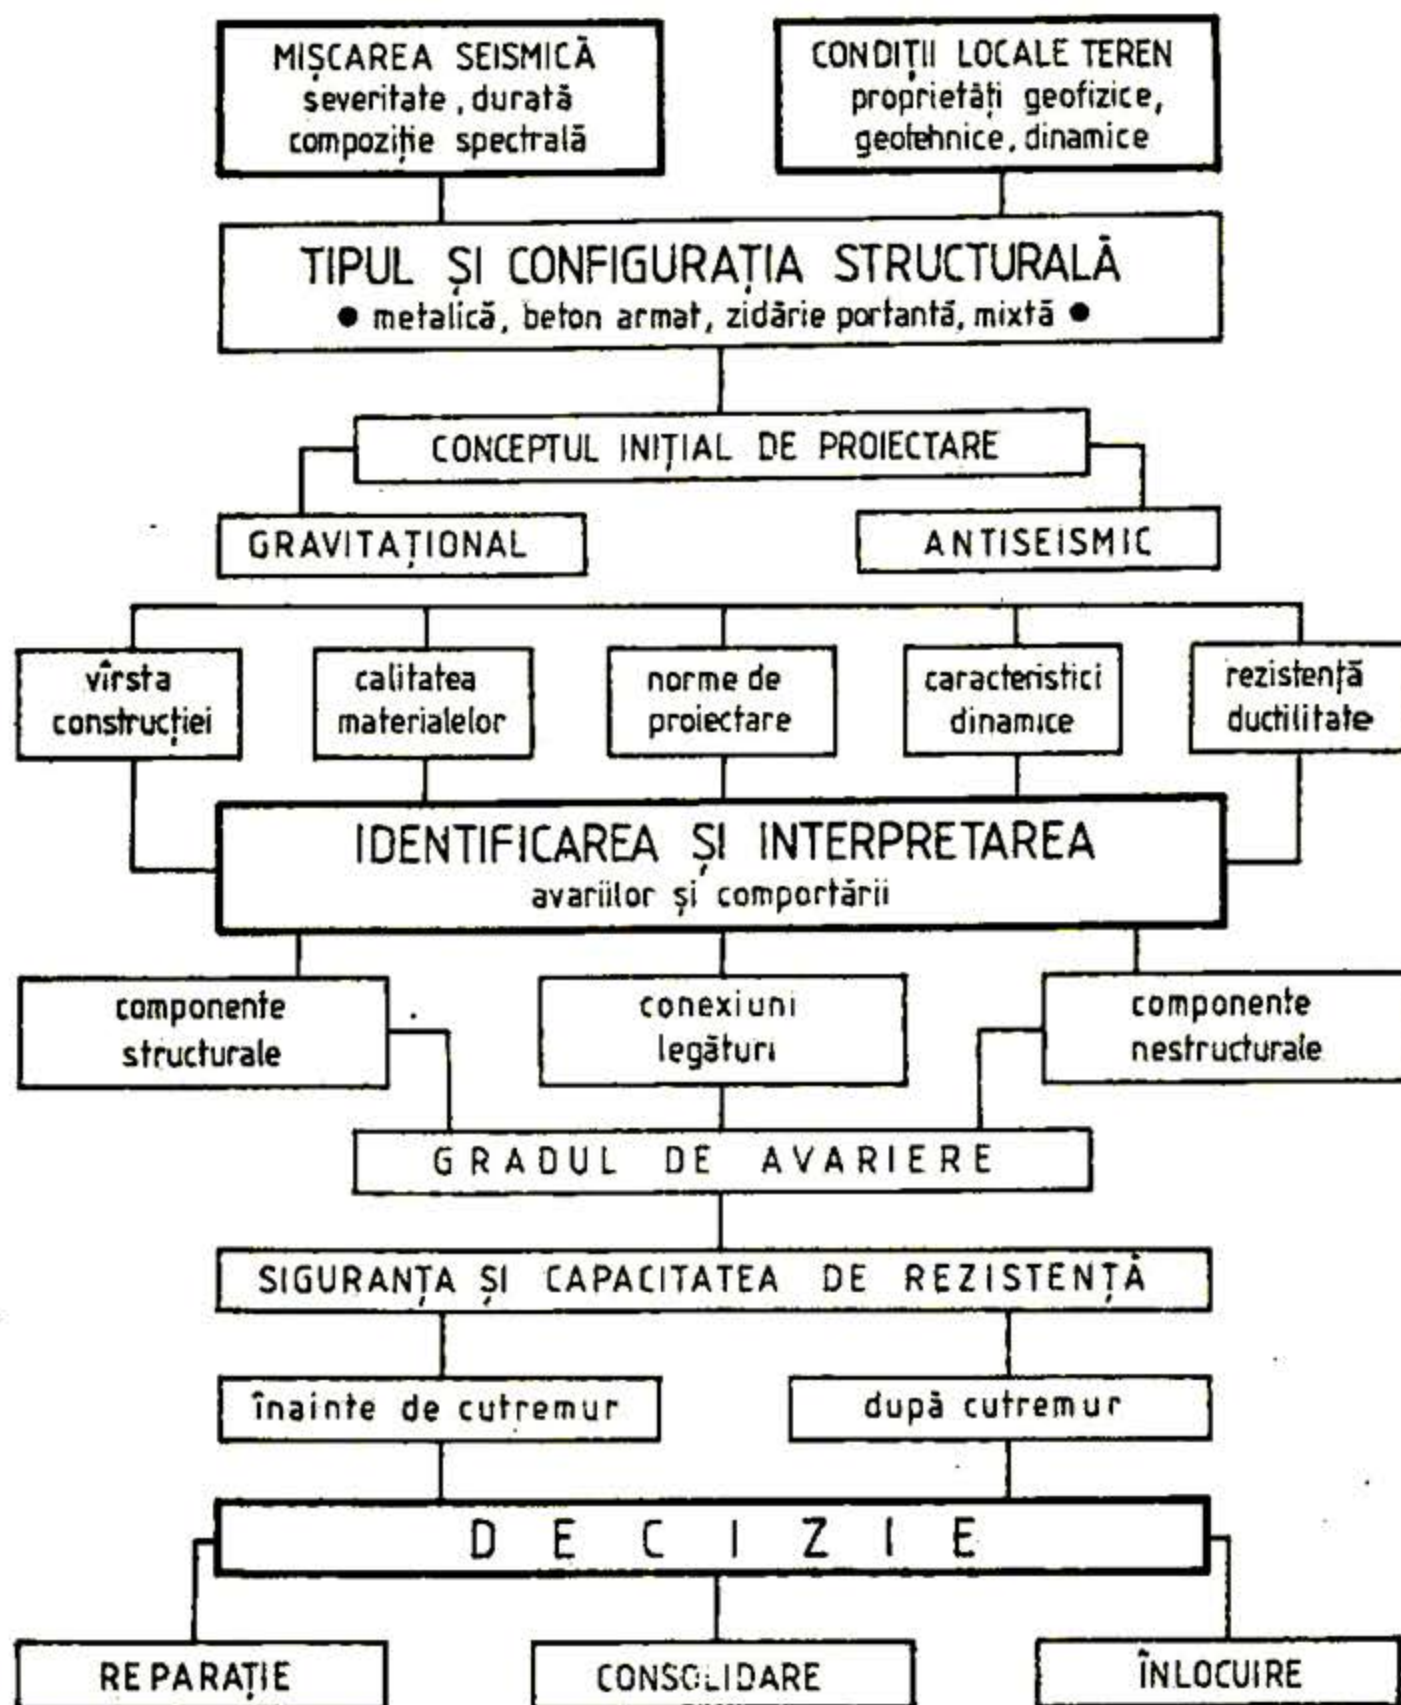 MIȘCAREA SEISMICĂ
severitate, durată
compoziție spectrală
CONDIȚII LOCALE TEREN
proprietăți geofizice,
geotehnice, dinamice
TIPUL ȘI CONFIGURAȚIA STRUCTURALĂ
● metalică, beton armat, zidărie portantă, mixtă ●
CONCEPTUL INIȚIAL DE PROIECTARE
GRAVITAȚIONAL
ANTISEISMIC
vîrsta
construcției
calitatea
materialelor
norme de
proiectare
caracteristici
dinamice
rezistență
ductilitate
IDENTIFICAREA ȘI INTERPRETAREA
avariilor și comportării
componente
structurale
conexiuni
legături
componente
nestructurale
GRADUL DE AVARIERE
SIGURANȚA ȘI CAPACITATEA DE REZISTENȚĂ
înainte de cutremur
după cutremur
DECIZIE
REPARAȚIE
CONSOLIDARE
ÎNLOCUIRE